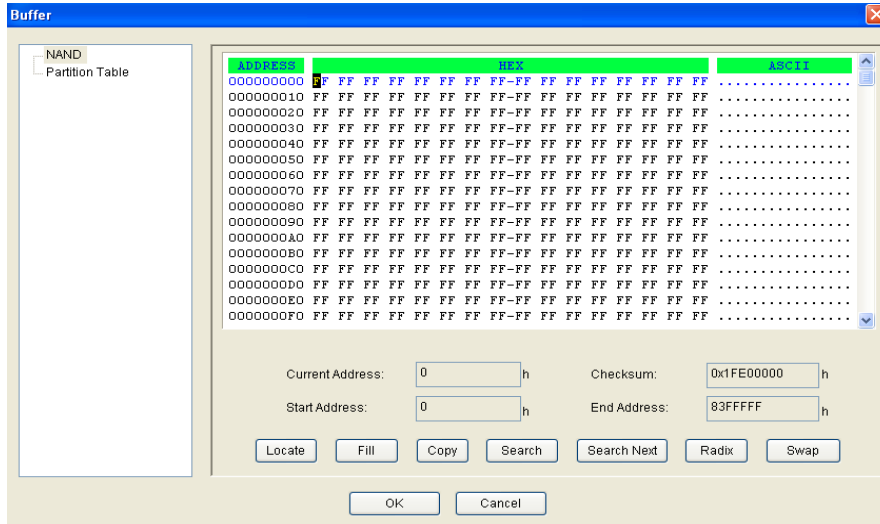 Buffer
NAND
Partition Table
ADDRESS HEX ASCII
000000000 FF FF FF FF FF FF FF FF-FF FF FF FF FF FF FF FF ................
000000010 FF FF FF FF FF FF FF FF-FF FF FF FF FF FF FF FF ................
000000020 FF FF FF FF FF FF FF FF-FF FF FF FF FF FF FF FF ................
000000030 FF FF FF FF FF FF FF FF-FF FF FF FF FF FF FF FF ................
000000040 FF FF FF FF FF FF FF FF-FF FF FF FF FF FF FF FF ................
000000050 FF FF FF FF FF FF FF FF-FF FF FF FF FF FF FF FF ................
000000060 FF FF FF FF FF FF FF FF-FF FF FF FF FF FF FF FF ................
000000070 FF FF FF FF FF FF FF FF-FF FF FF FF FF FF FF FF ................
000000080 FF FF FF FF FF FF FF FF-FF FF FF FF FF FF FF FF ................
000000090 FF FF FF FF FF FF FF FF-FF FF FF FF FF FF FF FF ................
0000000A0 FF FF FF FF FF FF FF FF-FF FF FF FF FF FF FF FF ................
0000000B0 FF FF FF FF FF FF FF FF-FF FF FF FF FF FF FF FF ................
0000000C0 FF FF FF FF FF FF FF FF-FF FF FF FF FF FF FF FF ................
0000000D0 FF FF FF FF FF FF FF FF-FF FF FF FF FF FF FF FF ................
0000000E0 FF FF FF FF FF FF FF FF-FF FF FF FF FF FF FF FF ................
0000000F0 FF FF FF FF FF FF FF FF-FF FF FF FF FF FF FF FF ................
Current Address: 0 h Checksum: 0x1FE00000 h
Start Address: 0 h End Address: 83FFFFF h
Locate Fill Copy Search Search Next Radix Swap
OK Cancel